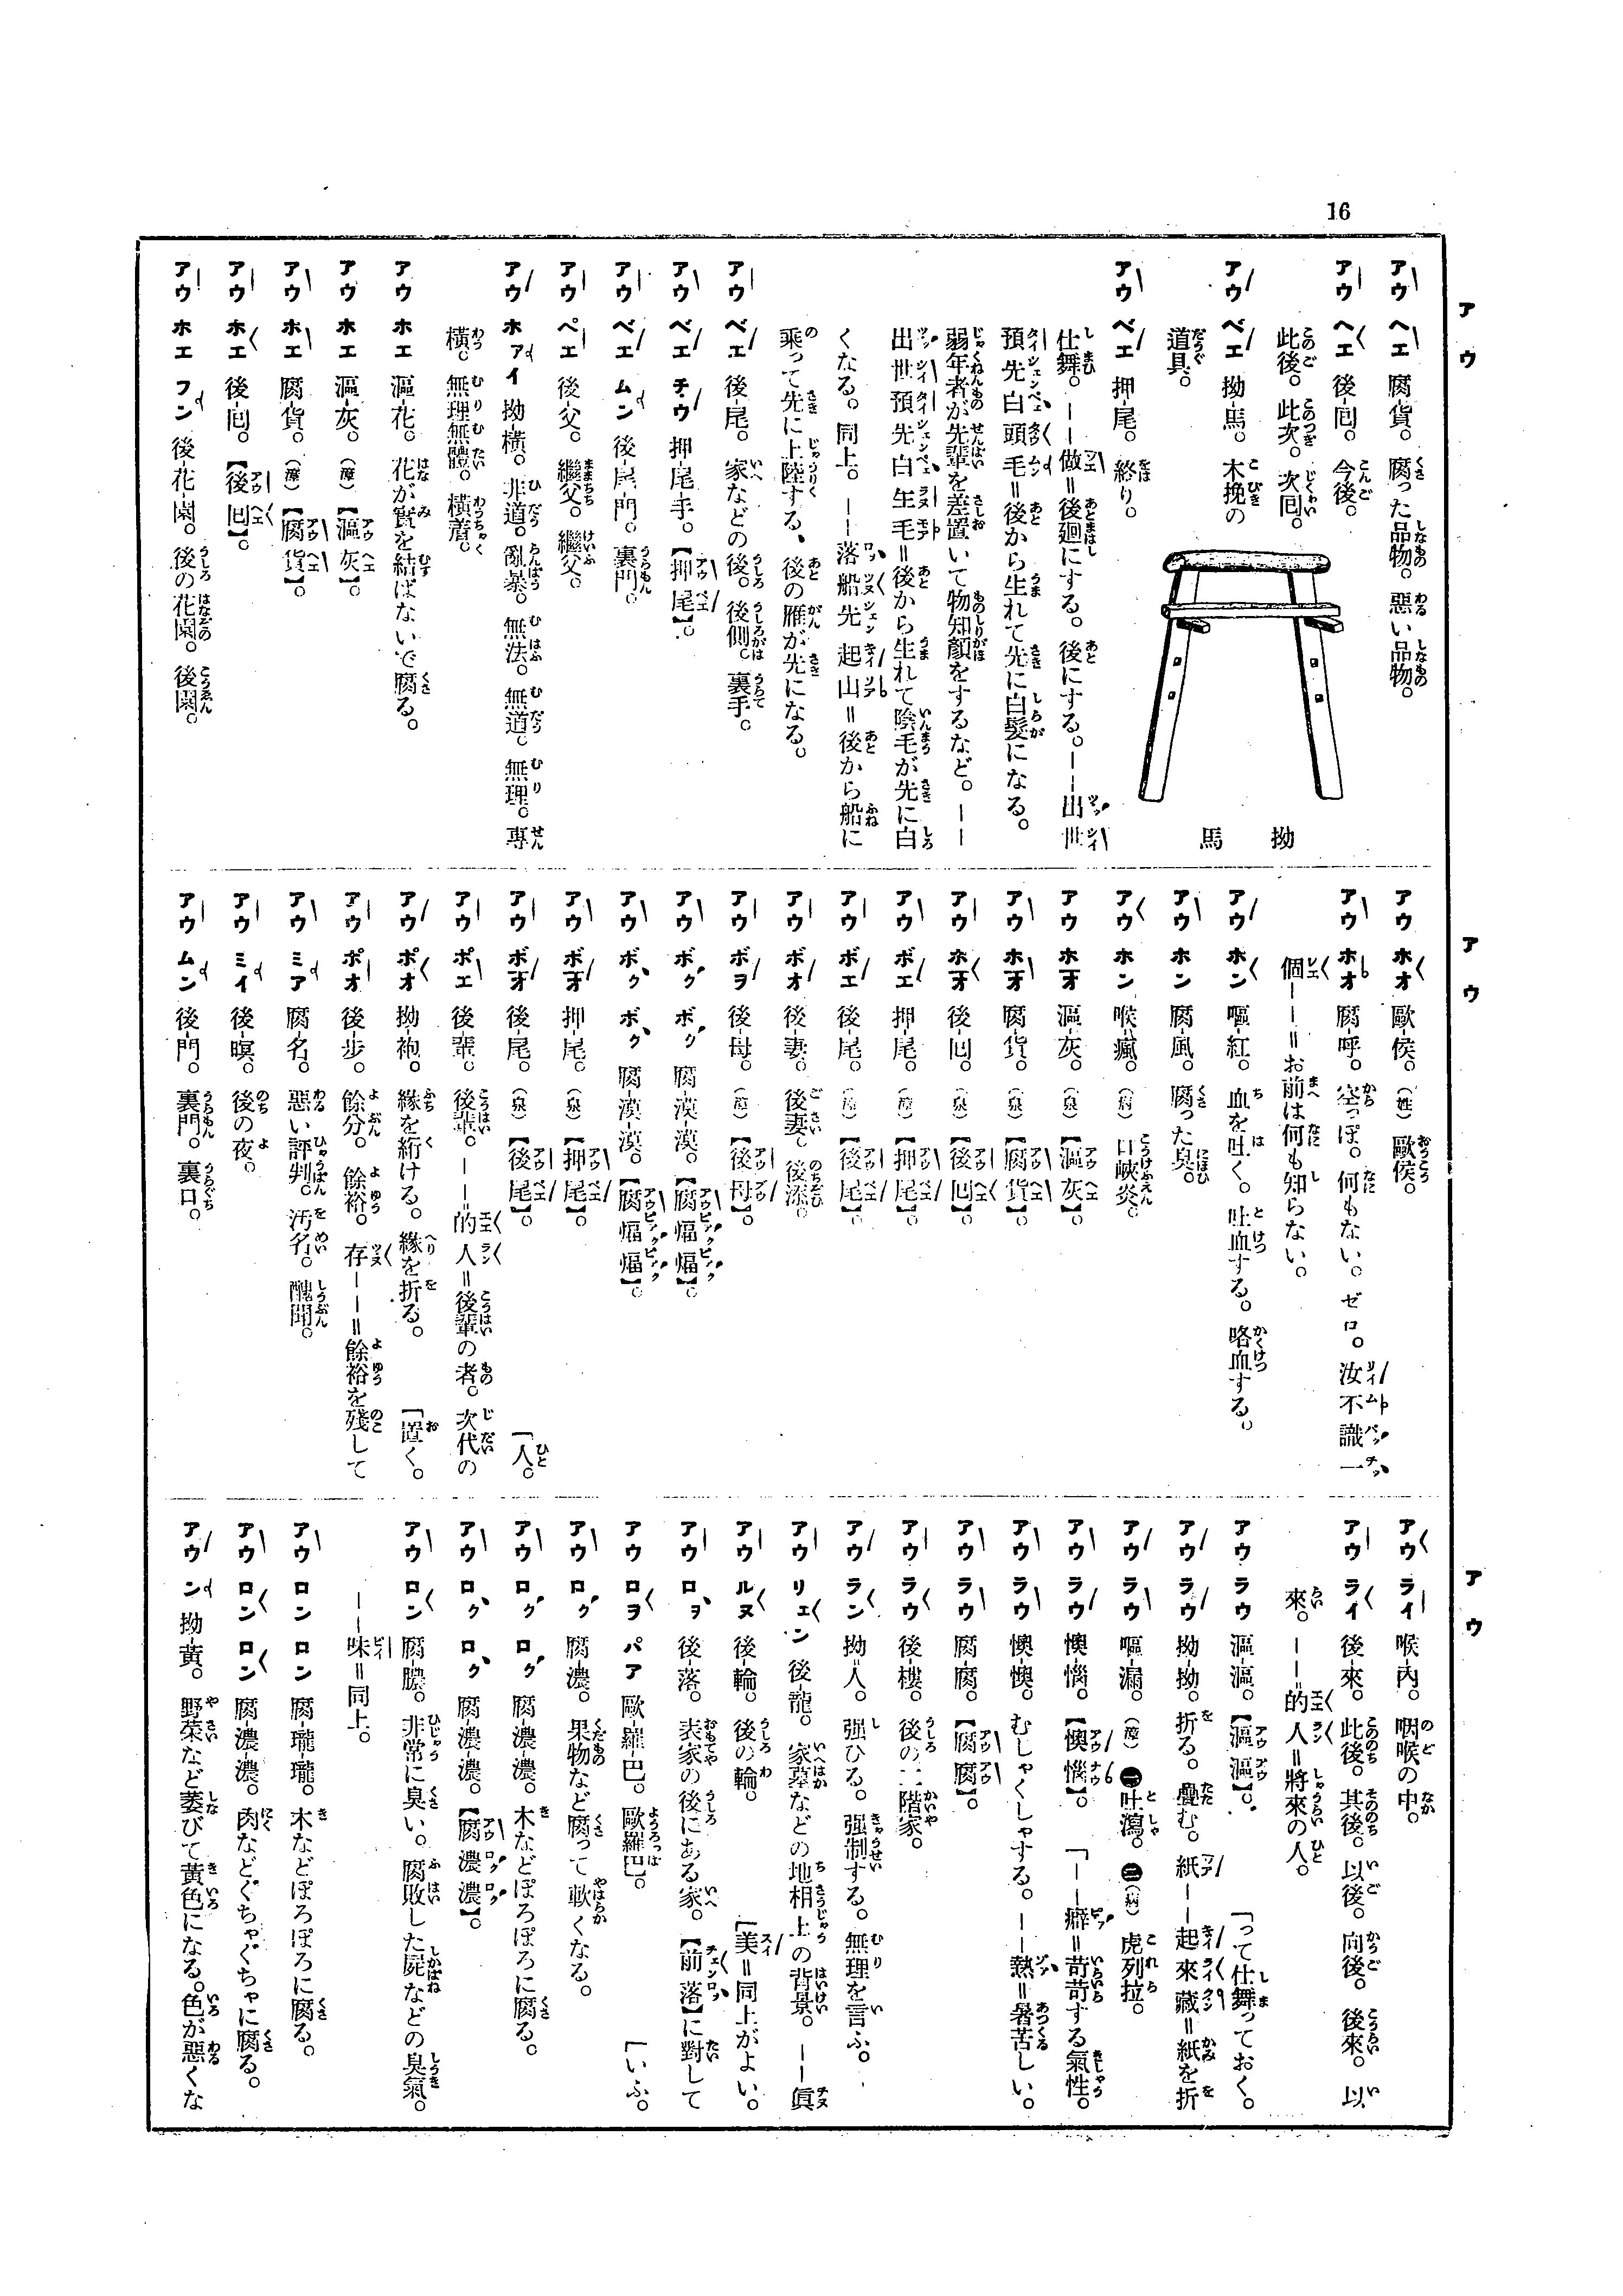 16
アウ
アウ ヘエ 腐-貨。 腐った品物。惡い品物。
アウ ヘエ 後-囘。 今後。
此後。此次。次囘。
アウ ベエ 拗-馬。 木挽の
道具。
拗馬
アウ ベエ 押-尾。 終り。
仕舞。――做=後廻にする。後にする。――出世
預先白頭毛=後から生れて先に白髮になる。
弱年者が先輩を差置いて物知顏をするなど。――
出世預先白生毛=後から生れて陰毛が先に白
くなる。同上。――落船先起山=後から船に
乘って先に上陸する、後の雁が先になる。
アウ ベエ 後-尾。 家などの後。後側。裏手。
アウ ベエ チウ 押-尾-手。【押尾】。
アウ ベエ ムン 後-尾-門。裏門。
アウ ペエ 後-父。 繼父。繼父。
アウ ホアイ 拗-橫。非道。亂暴。無法。無道。無理。專
橫。無理無體。橫着。
アウ ホエ 漚-花。 花が實を結ばないで腐る。
アウ ホエ 漚-灰。(漳)【漚灰】。
アウ ホエ 腐-貨。(漳)【腐貨】。
アウ ホエ 後-囘。【後囘】。
アウ ホエ フン 後-花-園。後の花園。後園。
アウ
アウ ホオ 歐-侯。(姓)歐侯。
アウ ホオ 腐-呼。 空っぽ。何もない。ゼロ。汝不識一
個――=お前は何も知らない。
アウ ホン 嘔-紅。 血を吐く。吐血する。咯血する。
アウ ホン 腐-風。 腐った臭。
アウ ホン 喉-瘋。(病)口峽炎。
アウ ホオ 漚-灰。(泉)【漚灰】。
アウ ホオ 腐-貨。(泉)【腐貨】。
アウ ホオ 後-囘。(泉)【後囘】。
アウ ボエ 押-尾。(漳)【押尾】。
アウ ボエ 後-尾。(漳)【後尾】。
アウ ボオ 後-妻。 後妻。後添。
アウ ボヲ 後-母。(漳)【後母】。
アウ ボク ボク 腐-漠-漠。【腐煏煏】。
アウ ボク ボク 腐-漠-漠。【腐煏煏】。
アウ ボオ 押-尾。(泉)【押尾】。
アウ ボオ 後-尾。(泉)【後尾】。 「人。
アウ ポエ 後-輩。 後輩。――的人=後輩の者。次代の
アウ ポオ 拗-袍。 緣を絎ける。緣を折る。 「置く。
アウ ポオ 後-步。 餘分。餘裕。存――=餘裕を殘して
アウ ミア 腐-名。 惡い評判。汚名。醜聞。
アウ ミイ 後-暝。 後の夜。
アウ ムン 後-門。 裏門。裏口。
アウ
アウ ライ 喉-內。 咽喉の中。
アウ ライ 後-來。 此後。其後。以後。向後。後來。以
來。――的人=將來の人。
アウ ラウ 漚-漚。【漚漚】。 「って仕舞っておく。
アウ ラウ 拗-拗。 折る。疊む。紙――起來藏=紙を折
アウ ラウ 嘔-漏。(漳)㊀吐瀉。㊁(病)虎列拉。
アウ ラウ 懊-惱。【懊惱】。 「――癖=苛苛する氣性。
アウ ラウ 懊-懊。 むしゃくしゃする。――熱=暑苦しい。
アウ ラウ 腐-腐。【腐腐】。
アウ ラウ 後-樓。 後の二階家。
アウ ラン 拗-人。 强ひる。强制する。無理を言ふ。
アウ リェン 後-龍。 家墓などの地相上の背景。――眞
アウ ルヌ 後-輪。 後の輪。 「美=同上がよい。
アウ ロヲ 後-落。 表家の後にある家。【前落】に對して
アウ ロヲ パア 歐-羅-巴。歐羅巴。 「いふ。
アウ ロク 腐-濃。 果物など腐って軟くなる。
アウ ロク ロク 腐-濃-濃。木などぽろぽろに腐る。
アウ ロク ロク 腐-濃-濃。【腐濃濃】。
アウ ロン 腐-膿。 非常に臭い。腐敗した屍などの臭氣。
――味=同上。
アウ ロン ロン 腐-瓏-瓏。木などぽろぽろに腐る。
アウ ロン ロン 腐-濃-濃。肉などぐちゃぐちゃに腐る。
アウ ン 拗-黃。 野菜など萎びて黃色になる。色が惡くな